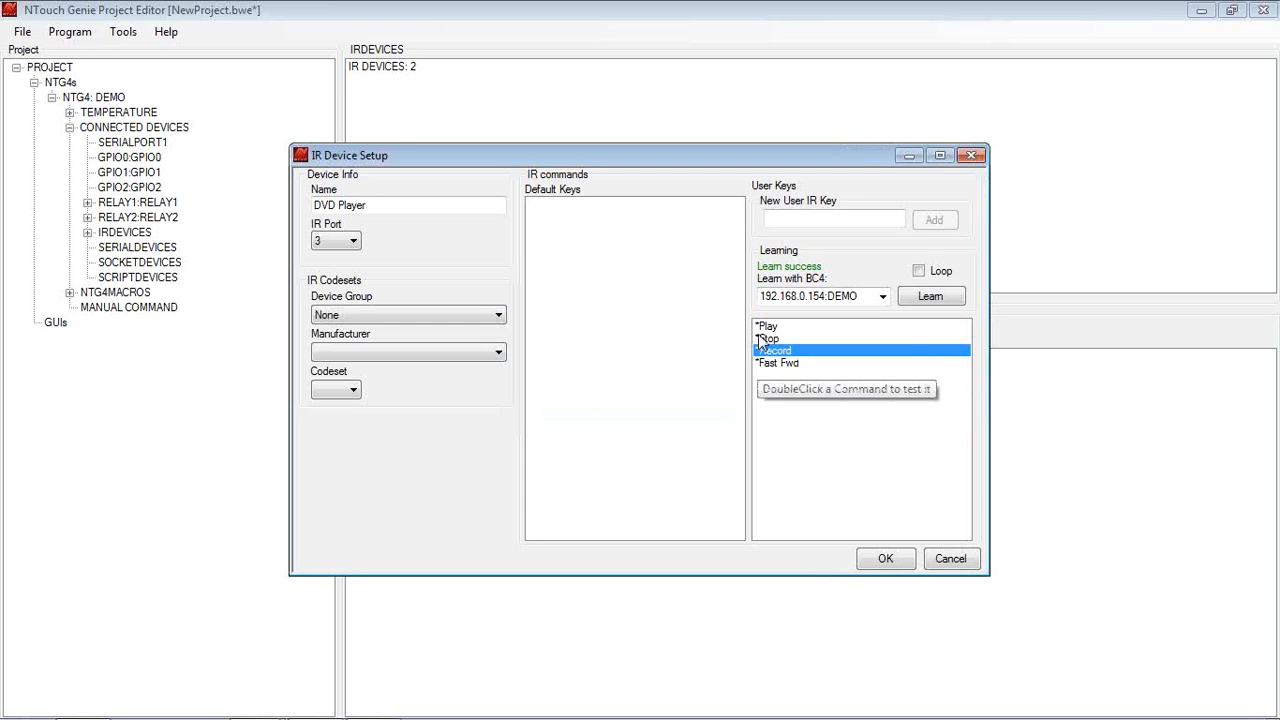 NTouch Genie Project Editor [NewProject.bwe*]
File Program Tools Help
Project
PROJECT
NTG4s
NTG4: DEMO
TEMPERATURE
CONNECTED DEVICES
SERIALPORT1
GPIO0:GPIO0
GPIO1:GPIO1
GPIO2:GPIO2
RELAY1:RELAY1
RELAY2:RELAY2
IRDEVICES
SERIALDEVICES
SOCKETDEVICES
SCRIPTDEVICES
NTG4MACROS
MANUAL COMMAND
GUIs
IRDEVICES
IR DEVICES: 2
IR Device Setup
Device Info
Name
DVD Player
IR Port
3
IR Codesets
Device Group
None
Manufacturer
Codeset
IR commands
Default Keys
User Keys
New User IR Key
Add
Learning
Learn success
Loop
Learn with BC4:
192.168.0.154:DEMO
Learn
*Play
*Fast Fwd
DoubleClick a Command to test it
OK
Cancel